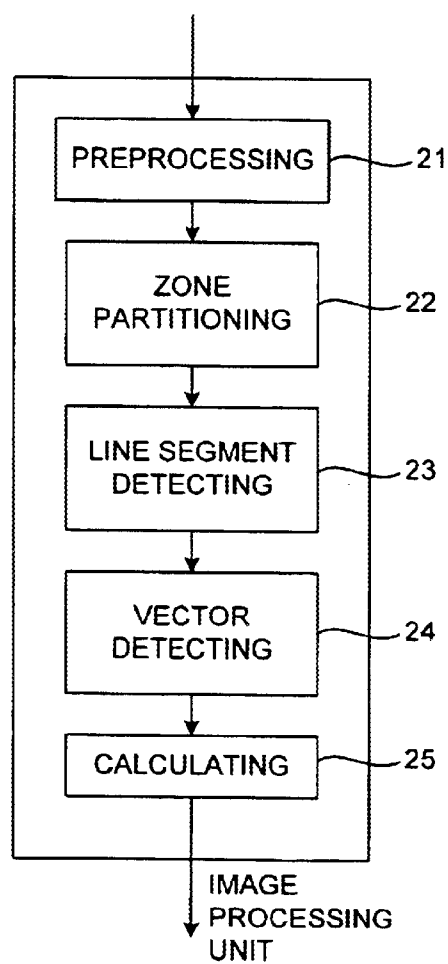 PREPROCESSING
21
ZONE
PARTITIONING
22
LINE SEGMENT
DETECTING
23
VECTOR
DETECTING
24
CALCULATING
25
IMAGE
PROCESSING
UNIT